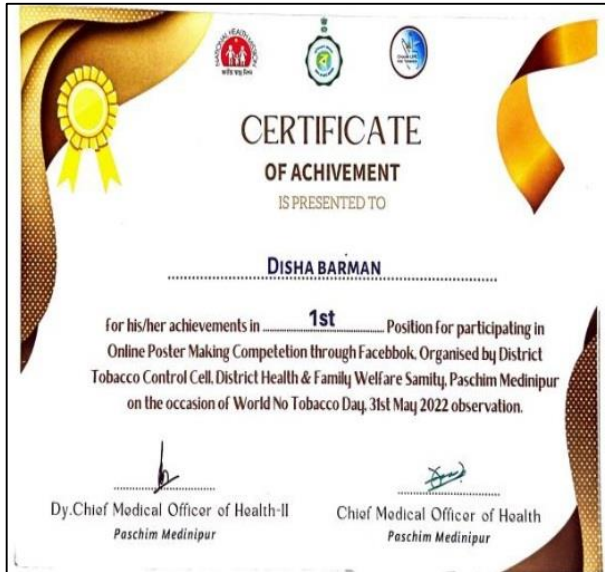 NATIONAL HEALTH MISSION
CERTIFICATE
OF ACHIVEMENT
IS PRESENTED TO
DISHA BARMAN
for his/her achievements in 1st Position for participating in
Online Poster Making Competetion through Facebbok, Organised by District
Tobacco Control Cell, District Health & Family Welfare Samity, Paschim Medinipur
on the occasion of World No Tobacco Day, 31st May 2022 observation.
Dy.Chief Medical Officer of Health-II
Paschim Medinipur
Chief Medical Officer of Health
Paschim Medinipur